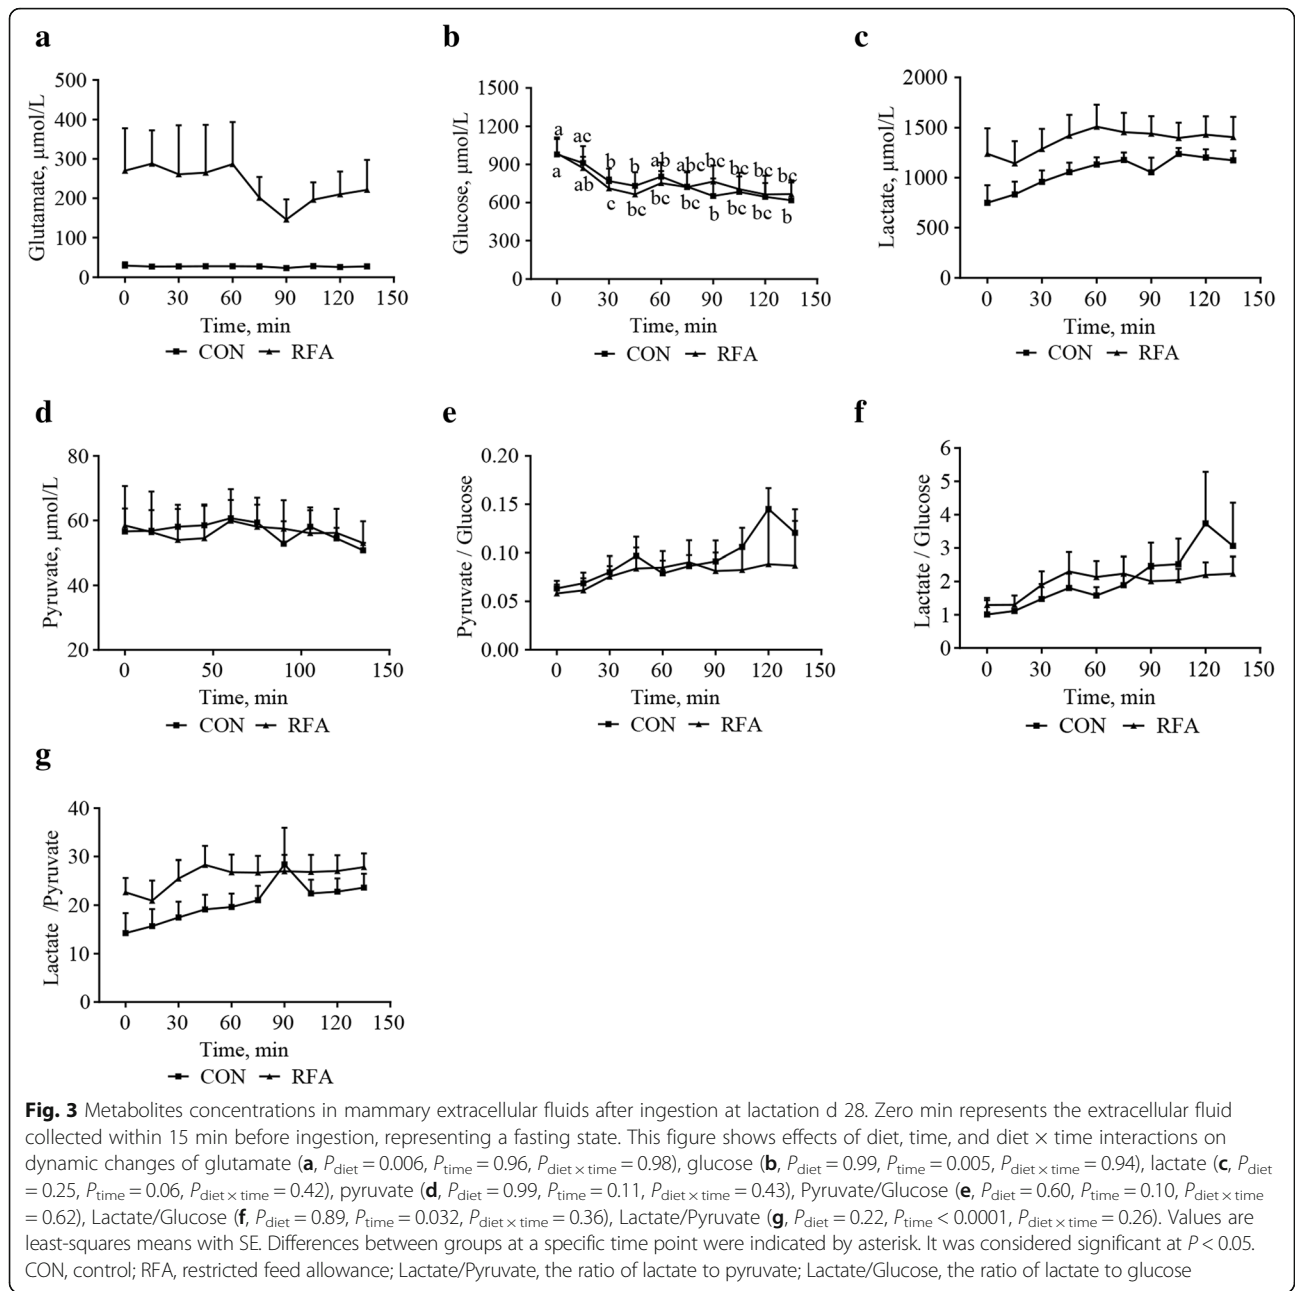 a
500
400
300
200
100
0
Glutamate, μmol/L
0 30 60 90 120 150
Time, min
CON RFA
b
1500
1200
900
600
300
0
Glucose, μmol/L
a ac b b ab abc bc bc bc bc
a ab c bc bc bc b bc bc b
0 30 60 90 120 150
Time, min
CON RFA
c
2000
1500
1000
500
0
Lactate, μmol/L
0 30 60 90 120 150
Time, min
CON RFA
d
80
60
40
20
Pyruvate, μmol/L
0 50 100 150
Time, min
CON RFA
e
0.20
0.15
0.10
0.05
0.00
Pyruvate / Glucose
0 30 60 90 120 150
Time, min
CON RFA
f
6
5
4
3
2
1
0
Lactate / Glucose
0 30 60 90 120 150
Time, min
CON RFA
g
40
30
20
10
0
Lactate /Pyruvate
0 30 60 90 120 150
Time, min
CON RFA
Fig. 3 Metabolites concentrations in mammary extracellular fluids after ingestion at lactation d 28. Zero min represents the extracellular fluid
collected within 15 min before ingestion, representing a fasting state. This figure shows effects of diet, time, and diet × time interactions on
dynamic changes of glutamate (a, Pdiet = 0.006, Ptime = 0.96, Pdiet × time = 0.98), glucose (b, Pdiet = 0.99, Ptime = 0.005, Pdiet × time = 0.94), lactate (c, Pdiet
= 0.25, Ptime = 0.06, Pdiet × time = 0.42), pyruvate (d, Pdiet = 0.99, Ptime = 0.11, Pdiet × time = 0.43), Pyruvate/Glucose (e, Pdiet = 0.60, Ptime = 0.10, Pdiet × time
= 0.62), Lactate/Glucose (f, Pdiet = 0.89, Ptime = 0.032, Pdiet × time = 0.36), Lactate/Pyruvate (g, Pdiet = 0.22, Ptime < 0.0001, Pdiet × time = 0.26). Values are
least-squares means with SE. Differences between groups at a specific time point were indicated by asterisk. It was considered significant at P < 0.05.
CON, control; RFA, restricted feed allowance; Lactate/Pyruvate, the ratio of lactate to pyruvate; Lactate/Glucose, the ratio of lactate to glucose